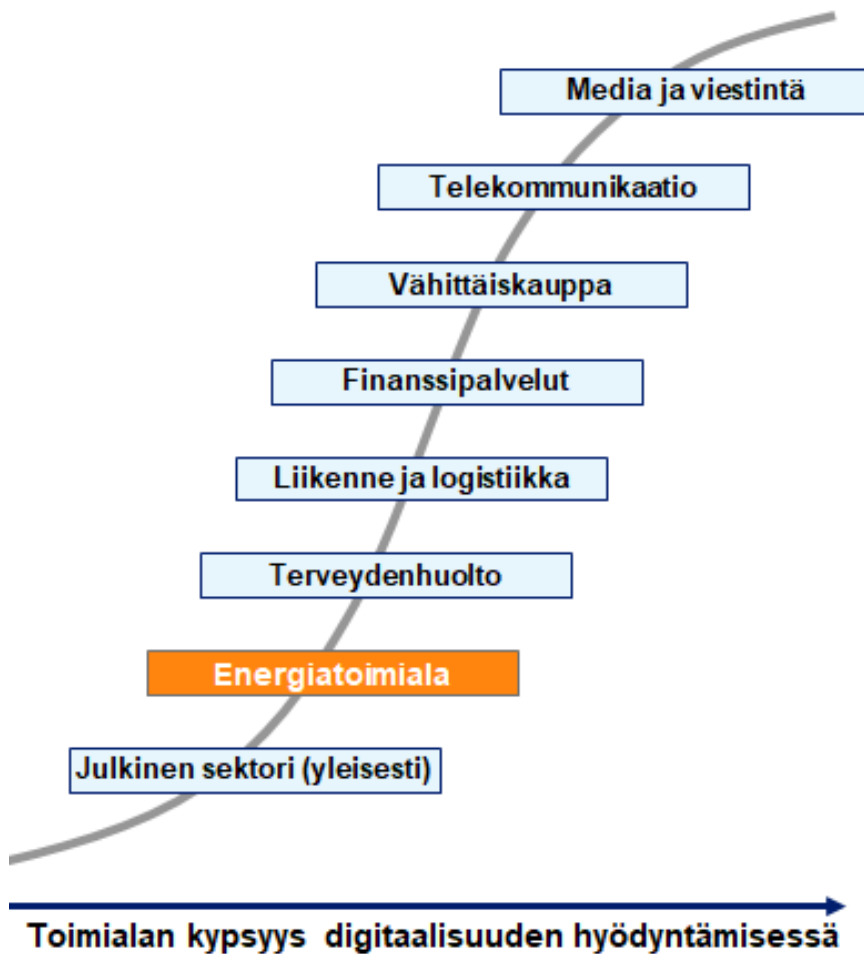 Media ja viestintä
Telekommunikaatio
Vähittäiskauppa
Finanssipalvelut
Liikenne ja logistiikka
Terveydenhuolto
Energiatoimiala
Julkinen sektori (yleisesti)
Toimialan kypsyys digitaalisuuden hyödyntämisessä